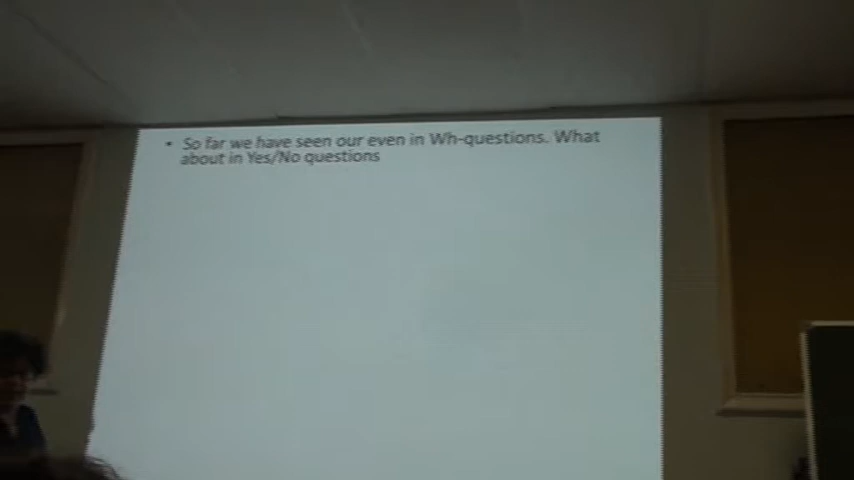 • So far we have seen our even in Wh-questions. What
about in Yes/No questions